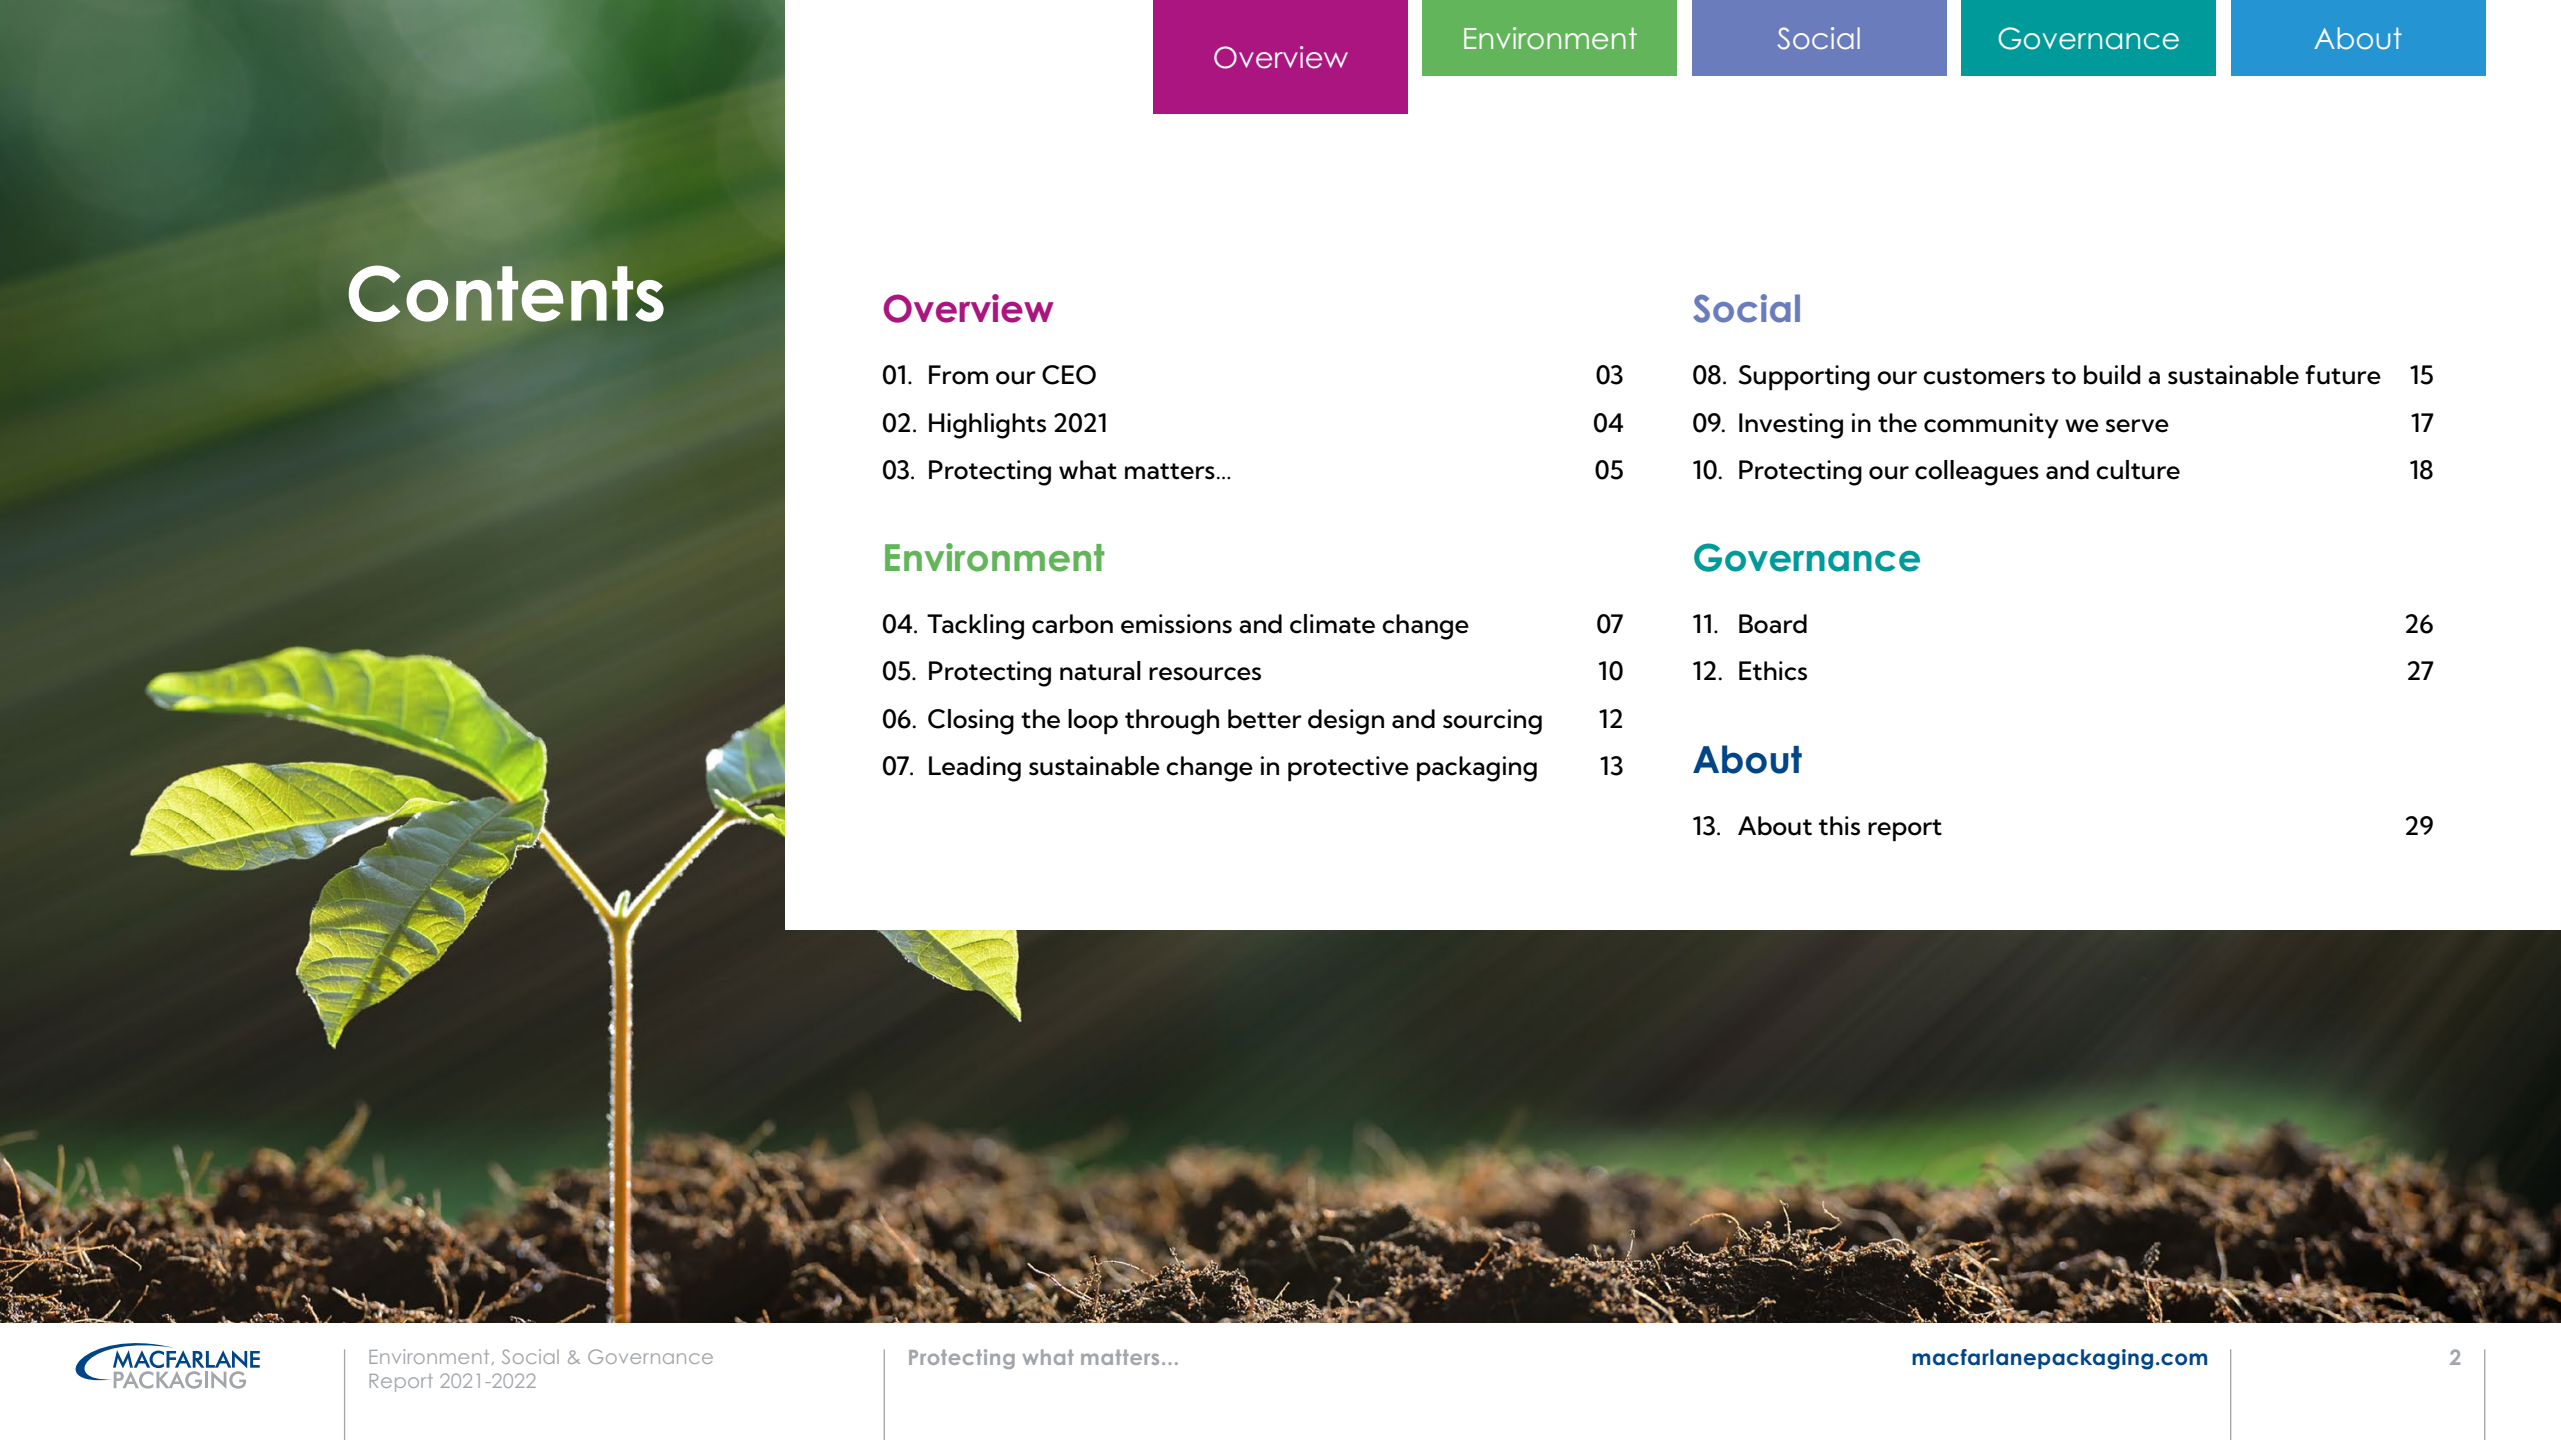 Overview
Environment
Social
Governance
About
Contents
Overview
01. From our CEO 03
02. Highlights 2021 04
03. Protecting what matters... 05
Environment
04. Tackling carbon emissions and climate change 07
05. Protecting natural resources 10
06. Closing the loop through better design and sourcing 12
07. Leading sustainable change in protective packaging 13
Social
08. Supporting our customers to build a sustainable future 15
09. Investing in the community we serve 17
10. Protecting our colleagues and culture 18
Governance
11. Board 26
12. Ethics 27
About
13. About this report 29
MACFARLANE
PACKAGING
Environment, Social & Governance
Report 2021-2022
Protecting what matters...
macfarlanepackaging.com
2